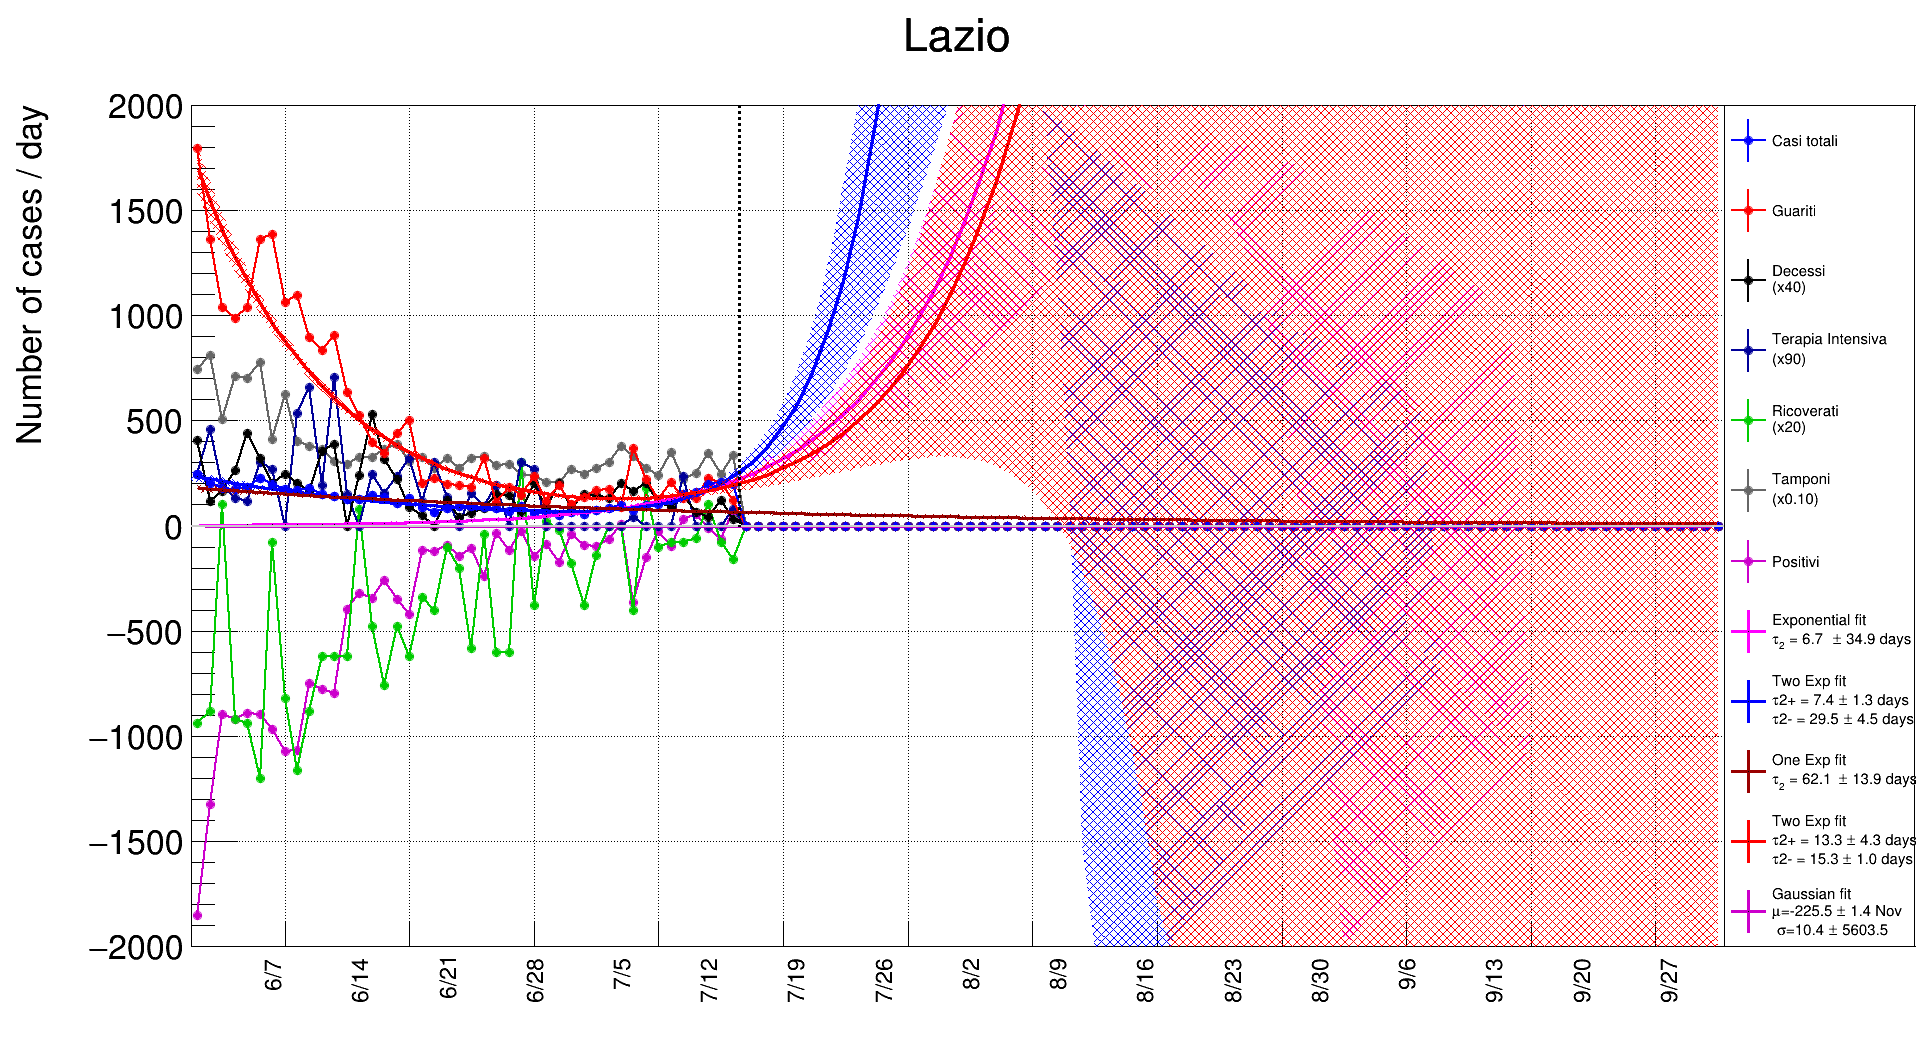 Lazio
Number of cases / day
2000
1500
1000
500
0
−500
−1000
−1500
−2000
6/7
6/14
6/21
6/28
7/5
7/12
7/19
7/26
8/2
8/9
8/16
8/23
8/30
9/6
9/13
9/20
9/27
Casi totali
Guariti
Decessi
(x40)
Terapia Intensiva
(x90)
Ricoverati
(x20)
Tamponi
(x0.10)
Positivi
Exponential fit
τ2 = 6.7 ± 34.9 days
Two Exp fit
τ2+ = 7.4 ± 1.3 days
τ2- = 29.5 ± 4.5 days
One Exp fit
τ2 = 62.1 ± 13.9 days
Two Exp fit
τ2+ = 13.3 ± 4.3 days
τ2- = 15.3 ± 1.0 days
Gaussian fit
μ=-225.5 ± 1.4 Nov
σ=10.4 ± 5603.5